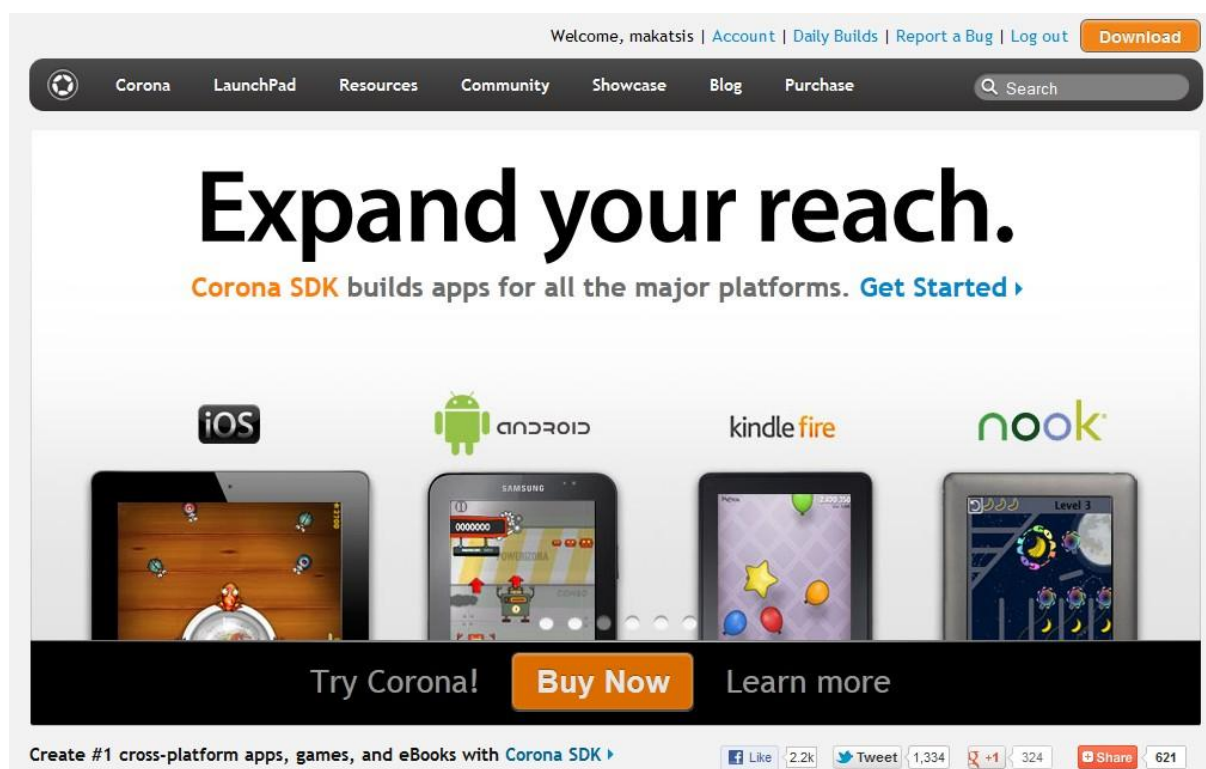 Welcome, makatsis | Account | Daily Builds | Report a Bug | Log out Download
Corona LaunchPad Resources Community Showcase Blog Purchase Search
Expand your reach.
Corona SDK builds apps for all the major platforms. Get Started
iOS android kindle fire nook
SAMSUNG
0000000
Level 3
Try Corona! Buy Now Learn more
Create #1 cross-platform apps, games, and eBooks with Corona SDK Like 2.2k Tweet 1,334 +1 324 Share 621